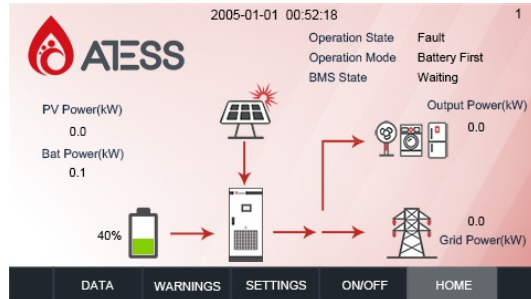 2005-01-01 00:52:18
1
ATESS
Operation State Fault
Operation Mode Battery First
BMS State Waiting
PV Power(kW)
0.0
Bat Power(kW)
0.1
Output Power(kW)
0.0
40%
0.0
Grid Power(kW)
DATA WARNINGS SETTINGS ON/OFF HOME